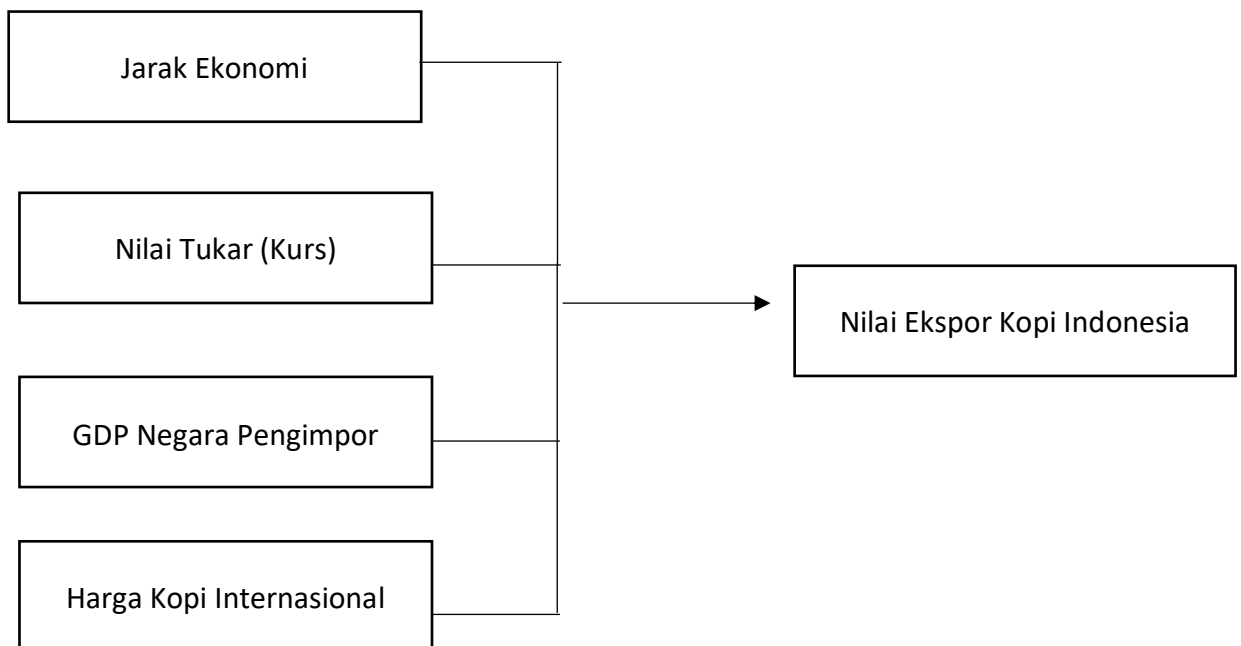 Jarak Ekonomi
Nilai Tukar (Kurs)
GDP Negara Pengimpor
Harga Kopi Internasional
Nilai Ekspor Kopi Indonesia